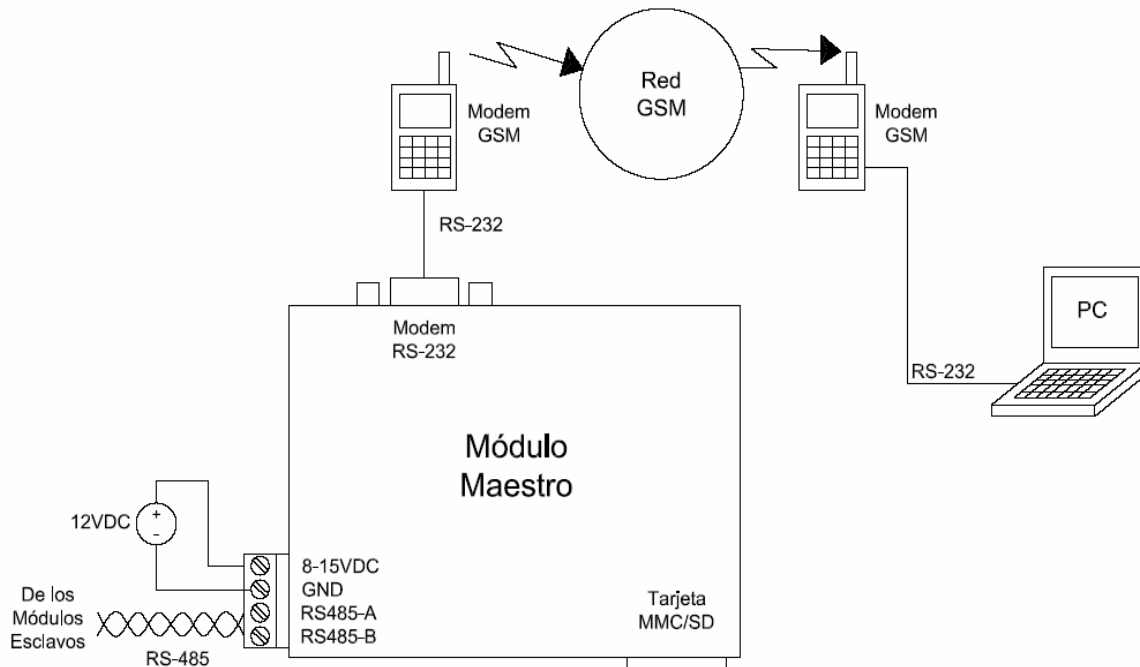 Red
GSM
Modem
GSM
Modem
GSM
RS-232
Modem
RS-232
PC
RS-232
Módulo
Maestro
12VDC
+
-
8-15VDC
GND
RS485-A
RS485-B
De los
Módulos
Esclavos
RS-485
Tarjeta
MMC/SD